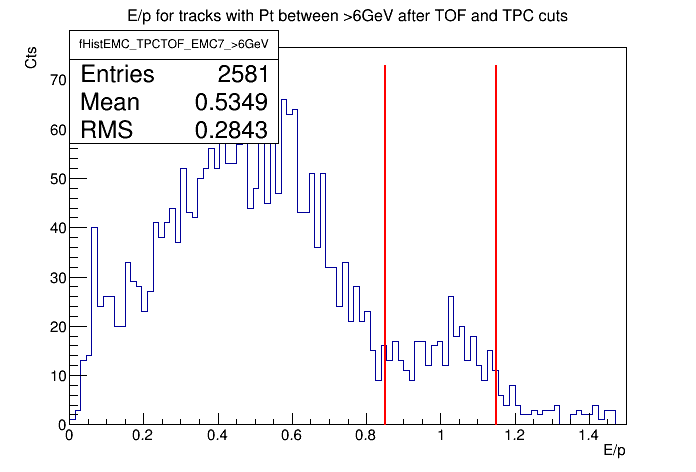 E/p for tracks with Pt between >6GeV after TOF and TPC cuts
fHistEMC_TPCTOF_EMC7_>6GeV
Entries 2581
Mean 0.5349
RMS 0.2843
Cts
70
60
50
40
30
20
10
0
0 0.2 0.4 0.6 0.8 1 1.2 1.4
E/p